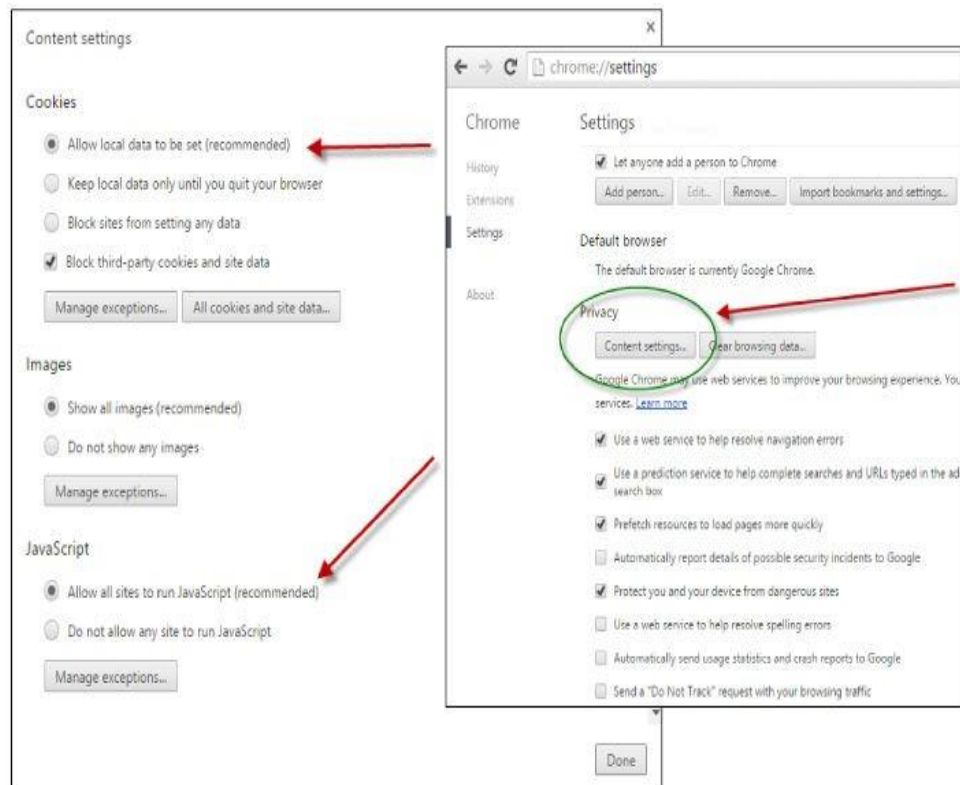 Content settings
Cookies
Allow local data to be set (recommended)
Keep local data only until you quit your browser
Block sites from setting any data
Block third-party cookies and site data
Manage exceptions... All cookies and site data...
Images
Show all images (recommended)
Do not show any images
Manage exceptions...
JavaScript
Allow all sites to run JavaScript (recommended)
Do not allow any site to run JavaScript
Manage exceptions...
Done
chrome://settings
Chrome
History
Extensions
Settings
About
Settings
Let anyone add a person to Chrome
Add person... Edit... Remove... Import bookmarks and settings...
Default browser
The default browser is currently Google Chrome.
Privacy
Content settings... Clear browsing data...
Google Chrome may use web services to improve your browsing experience. You
services. Learn more
Use a web service to help resolve navigation errors
Use a prediction service to help complete searches and URLs typed in the ad
search box
Prefetch resources to load pages more quickly
Automatically report details of possible security incidents to Google
Protect you and your device from dangerous sites
Use a web service to help resolve spelling errors
Automatically send usage statistics and crash reports to Google
Send a "Do Not Track" request with your browsing traffic